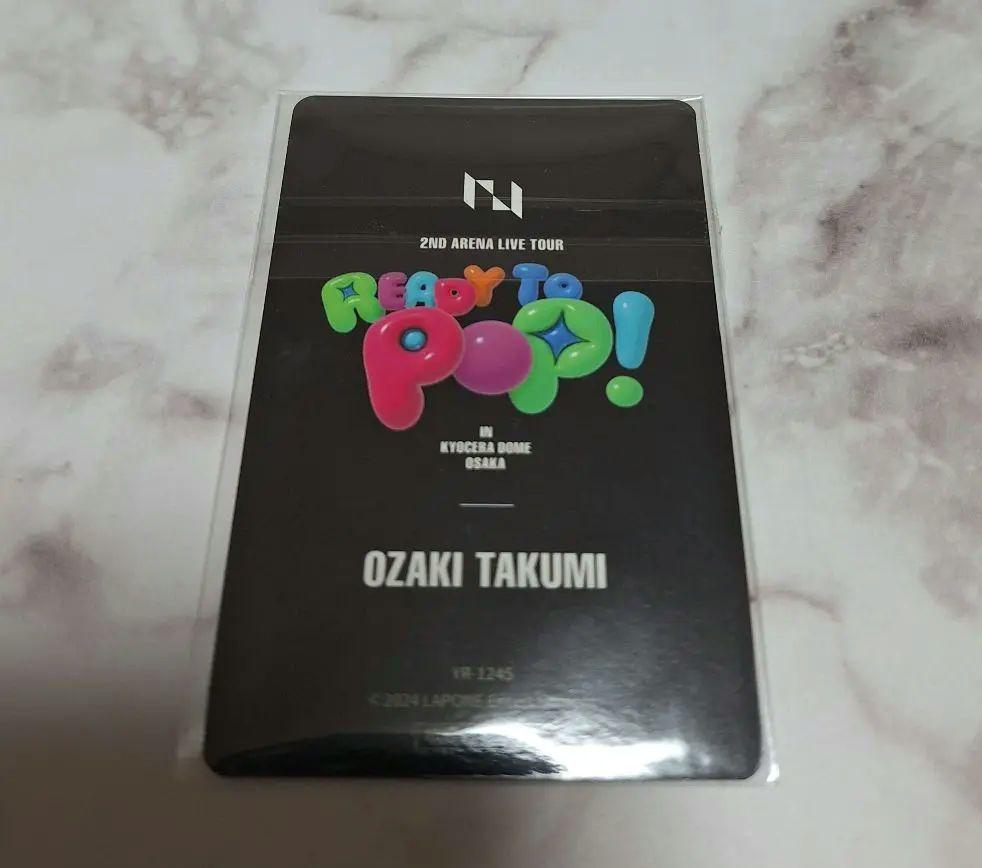 2ND ARENA LIVE TOUR
READY TO
POP!
IN
KYOCERA DOME
OSAKA
OZAKI TAKUMI
YR-1245
©2024 LAPONE